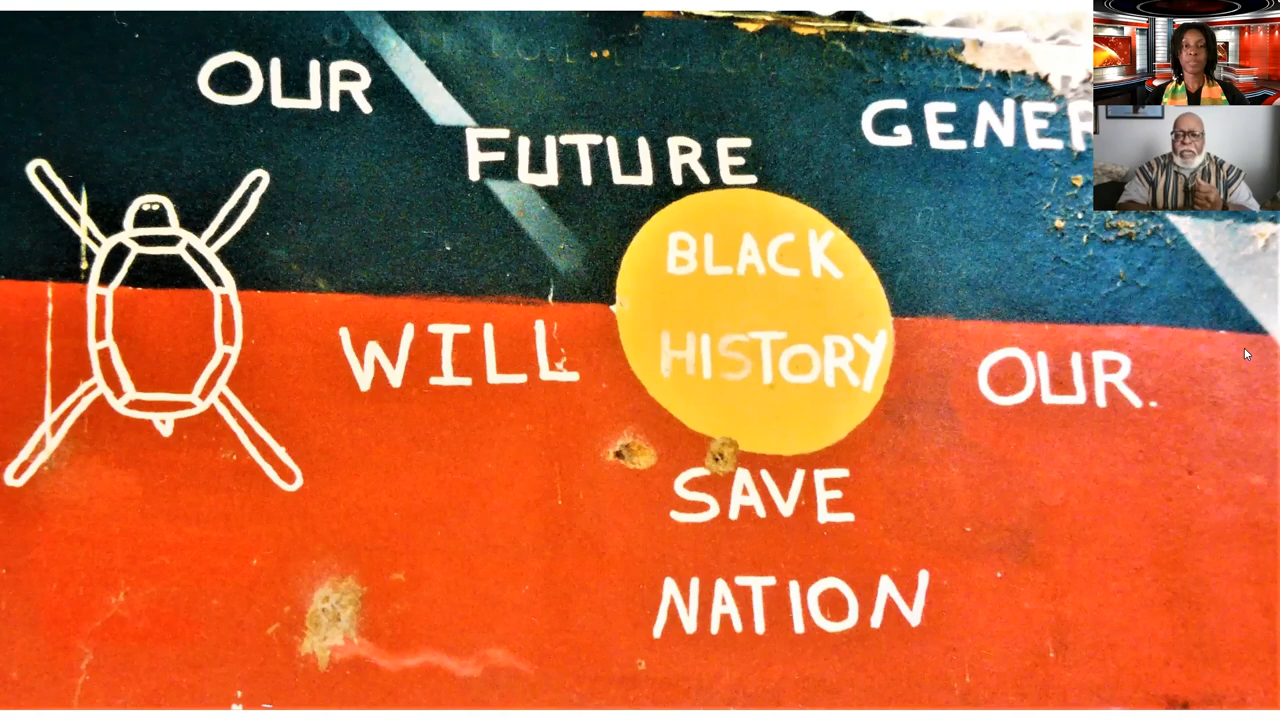 OUR
FUTURE GENER
BLACK
WILL HISTORY OUR.
SAVE
NATION